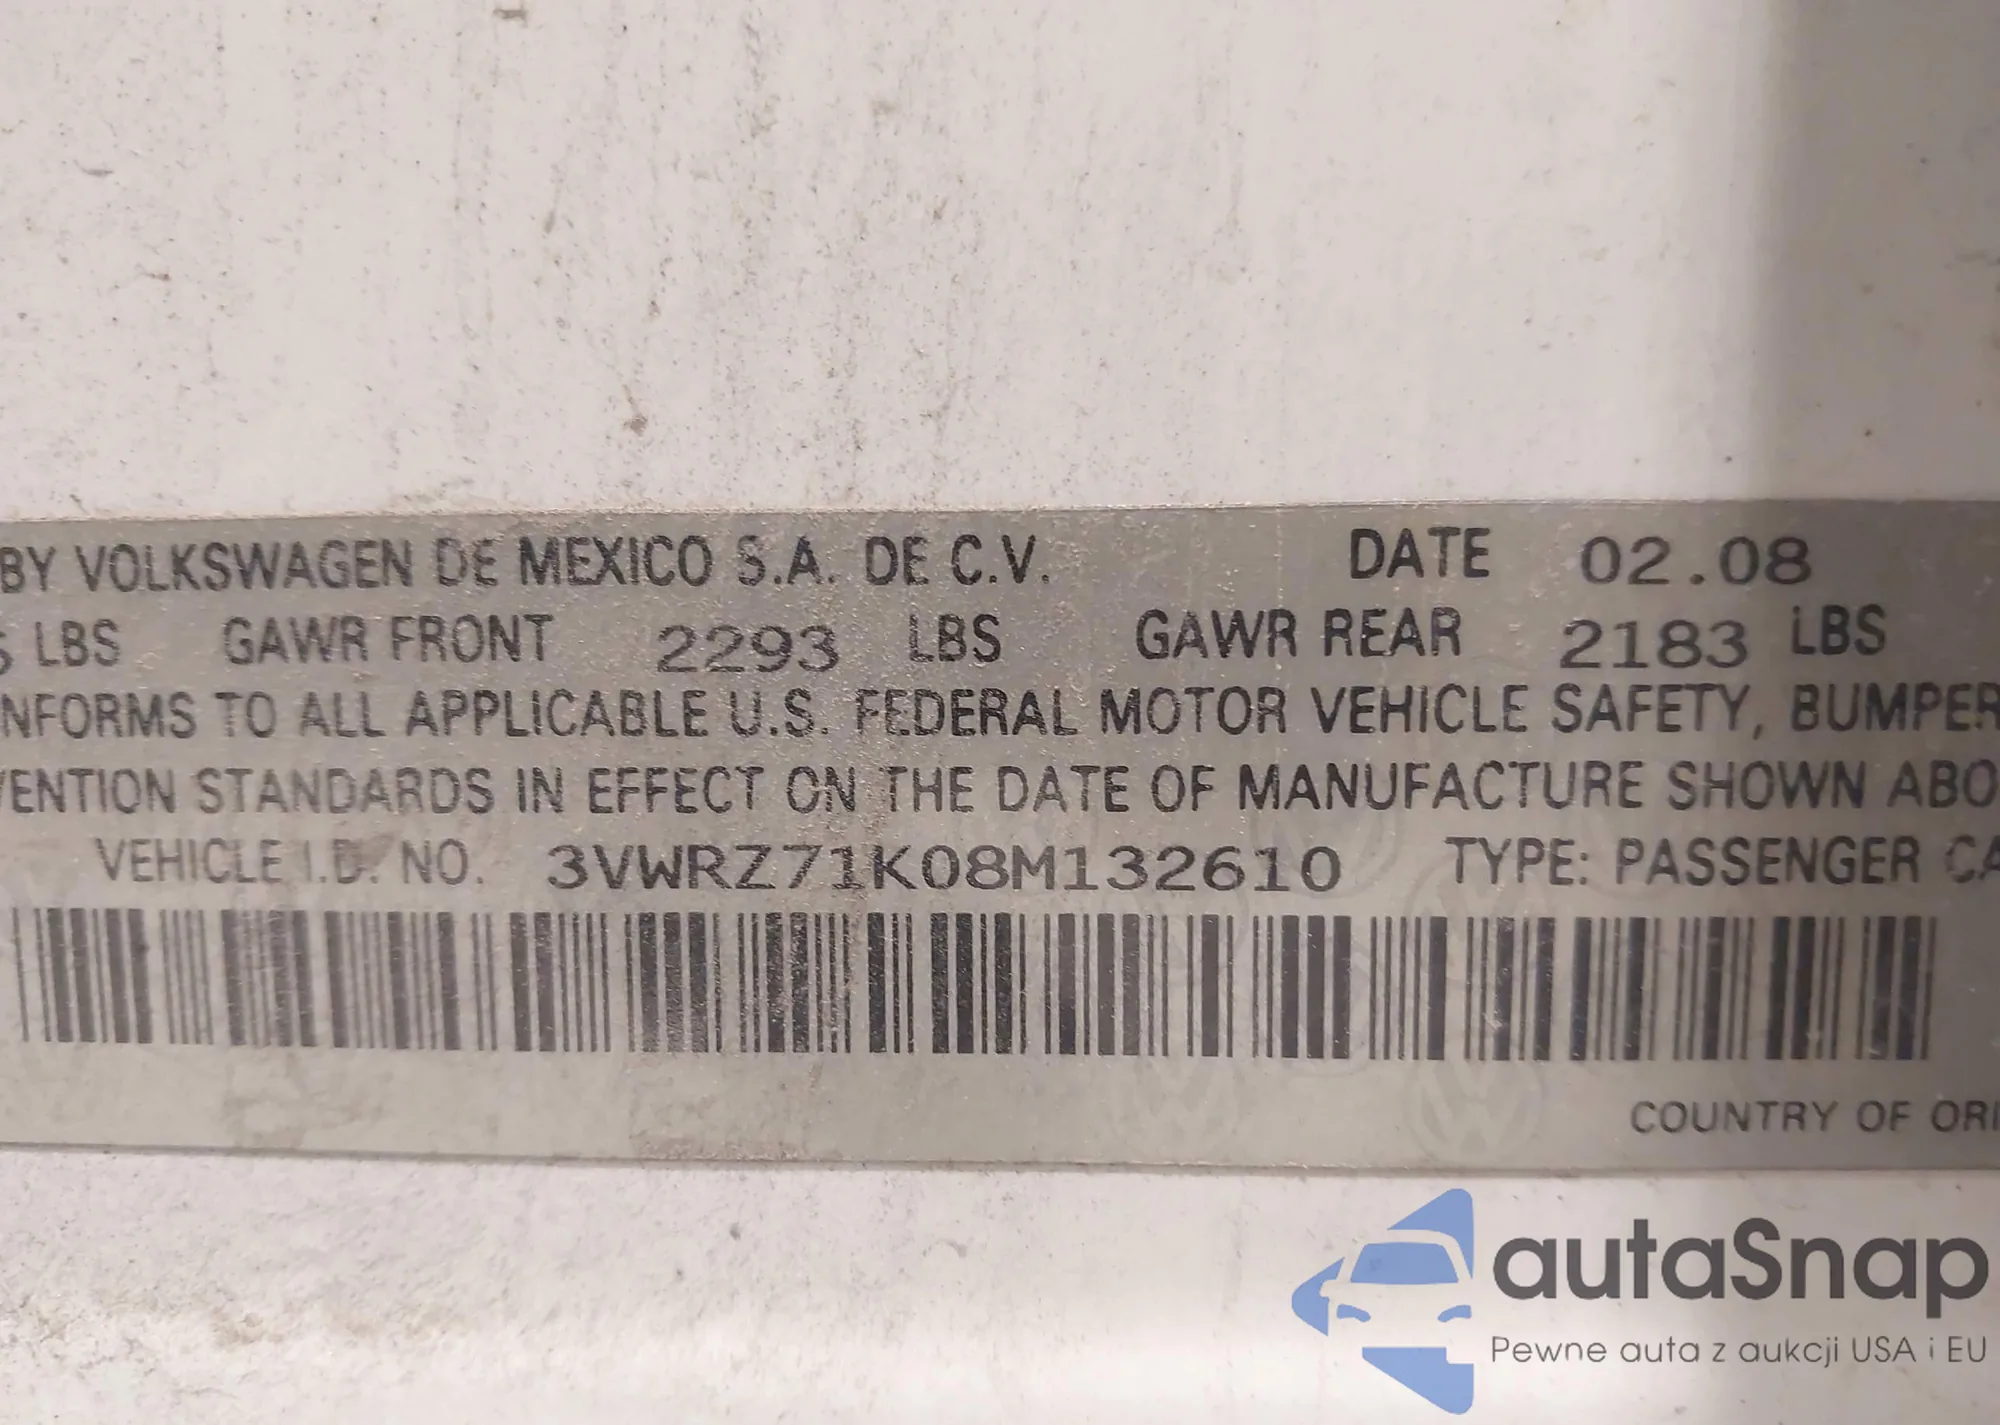 BY VOLKSWAGEN DE MEXICO S.A. DE C.V. DATE 02.08
LBS GAWR FRONT 2293 LBS GAWR REAR 2183 LBS
NFORMS TO ALL APPLICABLE U.S. FEDERAL MOTOR VEHICLE SAFETY, BUMPER
VENTION STANDARDS IN EFFECT ON THE DATE OF MANUFACTURE SHOWN ABO
VEHICLE I.D. NO. 3VWRZ71K08M132610 TYPE: PASSENGER CA
COUNTRY OF ORI
autaSnap
Pewne auta z aukcji USA i EU